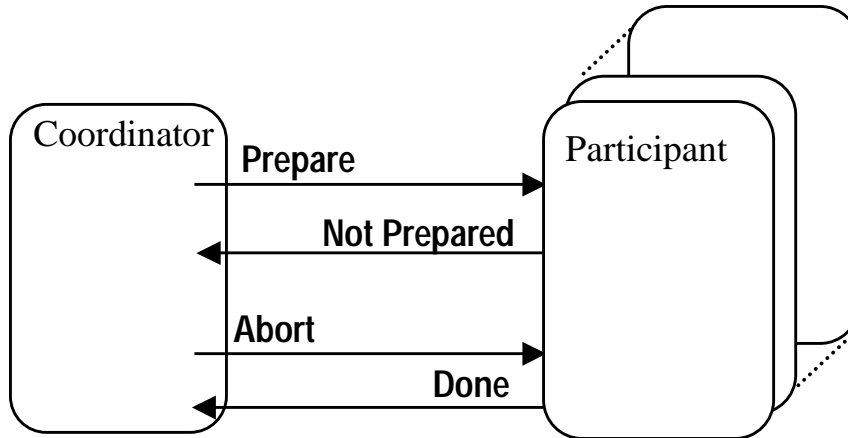 Coordinator
Participant
Prepare
Not Prepared
Abort
Done